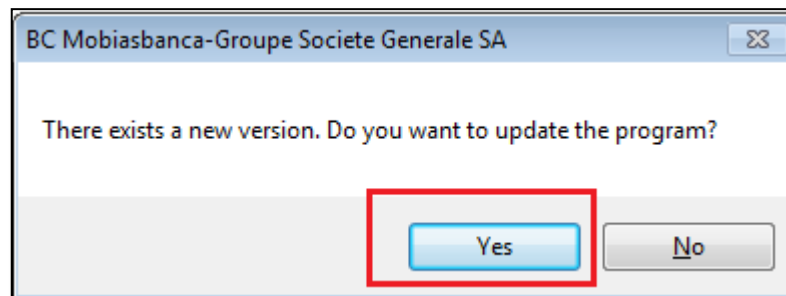 BC Mobiasbanca-Groupe Societe Generale SA
There exists a new version. Do you want to update the program?
Yes
No